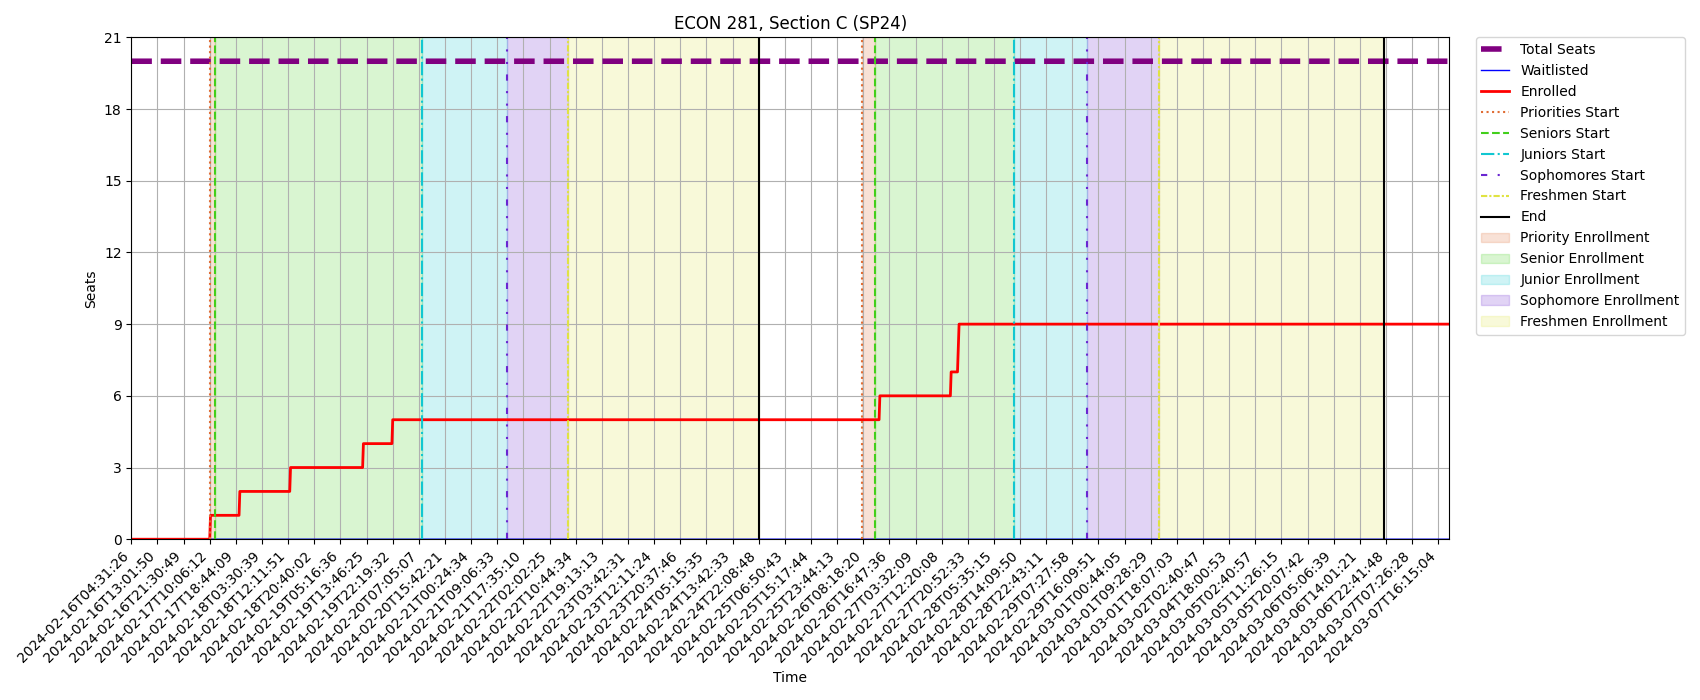 ECON 281, Section C (SP24)
Seats
21
18
15
12
9
6
3
0
2024-02-16T04:31:26
2024-02-16T13:01:50
2024-02-16T21:30:49
2024-02-17T10:06:12
2024-02-17T18:44:09
2024-02-18T03:30:39
2024-02-18T12:11:51
2024-02-18T20:40:02
2024-02-19T05:16:36
2024-02-19T13:46:25
2024-02-19T22:19:32
2024-02-20T07:05:07
2024-02-20T15:42:21
2024-02-21T00:24:34
2024-02-21T09:06:33
2024-02-21T17:35:10
2024-02-22T02:02:25
2024-02-22T10:44:34
2024-02-22T19:13:13
2024-02-23T03:42:31
2024-02-23T12:11:24
2024-02-23T20:37:46
2024-02-24T05:15:35
2024-02-24T13:42:33
2024-02-24T22:08:48
2024-02-25T06:50:43
2024-02-25T15:17:44
2024-02-25T23:44:13
2024-02-26T08:18:20
2024-02-26T16:47:36
2024-02-27T03:32:09
2024-02-27T12:20:08
2024-02-27T20:52:33
2024-02-28T05:35:15
2024-02-28T14:09:50
2024-02-28T22:43:11
2024-02-29T07:27:58
2024-02-29T16:09:51
2024-03-01T00:44:05
2024-03-01T09:28:29
2024-03-01T18:07:03
2024-03-02T02:40:47
2024-03-04T18:00:53
2024-03-05T02:40:57
2024-03-05T11:26:15
2024-03-05T20:07:42
2024-03-06T05:06:39
2024-03-06T14:01:21
2024-03-06T22:41:48
2024-03-07T07:26:28
2024-03-07T16:15:04
Time
Total Seats
Waitlisted
Enrolled
Priorities Start
Seniors Start
Juniors Start
Sophomores Start
Freshmen Start
End
Priority Enrollment
Senior Enrollment
Junior Enrollment
Sophomore Enrollment
Freshmen Enrollment